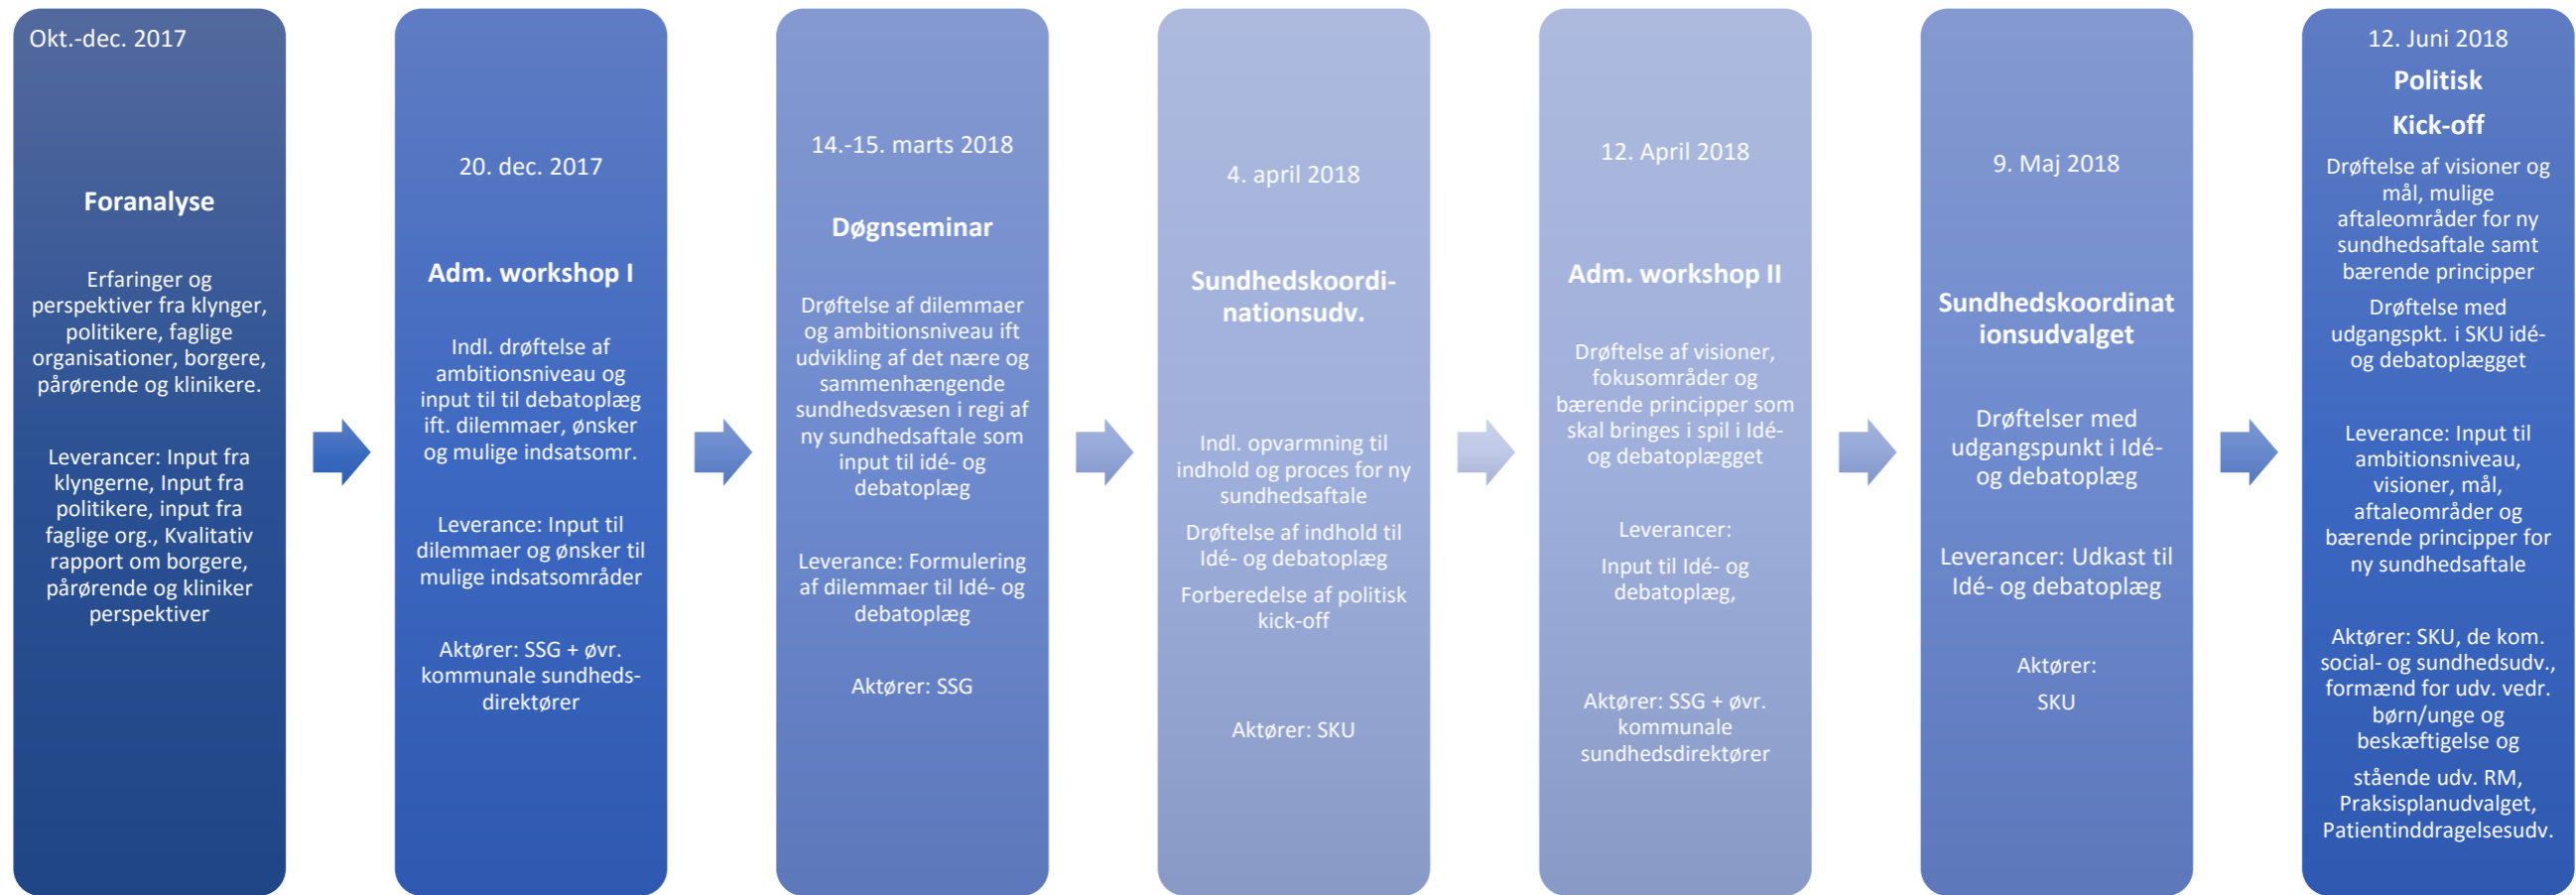 Okt.-dec. 2017
Foranalyse
Erfaringer og
perspektiver fra klynger,
politikere, faglige
organisationer, borgere,
pårørende og klinikere.
Leverancer: Input fra
klyngerne, Input fra
politikere, input fra
faglige org., Kvalitativ
rapport om borgere,
pårørende og kliniker
perspektiver
20. dec. 2017
Adm. workshop I
Indl. drøftelse af
ambitionsniveau og
input til til debatoplæg
ift. dilemmaer, ønsker
og mulige indsatsomr.
Leverance: Input til
dilemmaer og ønsker til
mulige indsatsområder
Aktører: SSG + øvr.
kommunale sundheds-
direktører
14.-15. marts 2018
Døgnseminar
Drøftelse af dilemmaer
og ambitionsniveau ift
udvikling af det nære og
sammenhængende
sundhedsvæsen i regi af
ny sundhedsaftale som
input til idé- og
debatoplæg
Leverance: Formulering
af dilemmaer til Idé- og
debatoplæg
Aktører: SSG
4. april 2018
Sundhedskoordi-
nationsudv.
Indl. opvarmning til
indhold og proces for ny
sundhedsaftale
Drøftelse af indhold til
Idé- og debatoplæg
Forberedelse af politisk
kick-off
Aktører: SKU
12. April 2018
Adm. workshop II
Drøftelse af visioner,
fokusområder og
bærende principper som
skal bringes i spil i Idé-
og debatoplægget
Leverancer:
Input til Idé- og
debatoplæg,
Aktører: SSG + øvr.
kommunale
sundhedsdirektører
9. Maj 2018
Sundhedskoordinat
ionsudvalget
Drøftelser med
udgangspunkt i Idé-
og debatoplæg
Leverancer: Udkast til
Idé- og debatoplæg
Aktører:
SKU
12. Juni 2018
Politisk
Kick-off
Drøftelse af visioner og
mål, mulige
aftaleområder for ny
sundhedsaftale samt
bærende principper
Drøftelse med
udgangspkt. i SKU idé-
og debatoplægget
Leverance: Input til
ambitionsniveau,
visioner, mål,
aftaleområder og
bærende principper for
ny sundhedsaftale
Aktører: SKU, de kom.
social- og sundhedsudv.,
formænd for udv. vedr.
børn/unge og
beskæftigelse og
stående udv. RM,
Praksisplanudvalget,
Patientinddragelsesudv.